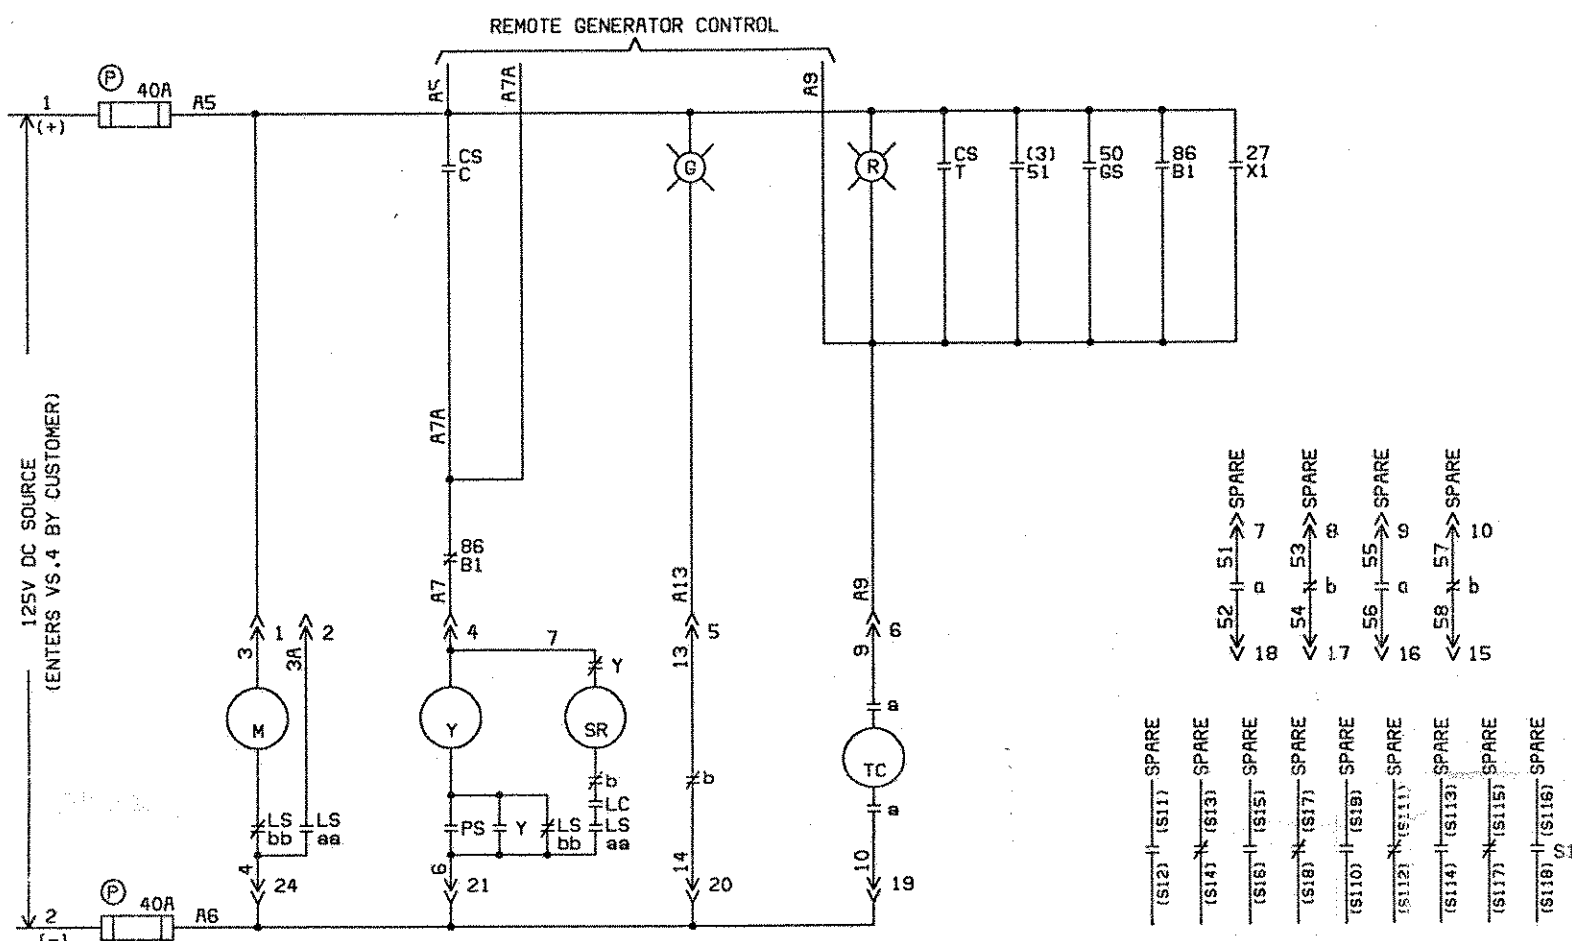 REMOTE GENERATOR CONTROL
P
40A
1
(+)
A5
A5
A7A
A9
CS
C
G
R
CS
T
(3)
51
50
GS
86
B1
27
X1
125V DC SOURCE
(ENTERS VS.4 BY CUSTOMER)
A7A
86
B1
A7
A13
A9
1
2
4
7
5
6
3
3A
13
9
Y
a
M
Y
SR
TC
b
b
a
LC
LS
bb
LS
aa
PS
Y
LS
bb
LS
aa
4
24
6
21
14
20
10
19
P
40A
2
(-)
A6
SPARE
SPARE
SPARE
SPARE
7
8
9
10
51
53
55
57
a
b
a
b
52
54
56
58
18
17
16
15
SPARE
SPARE
SPARE
SPARE
SPARE
SPARE
SPARE
SPARE
SPARE
(S11)
(S13)
(S15)
(S17)
(S19)
(S111)
(S113)
(S115)
(S116)
(S12)
(S14)
(S16)
(S18)
(S110)
(S112)
(S114)
(S117)
(S118)
S1